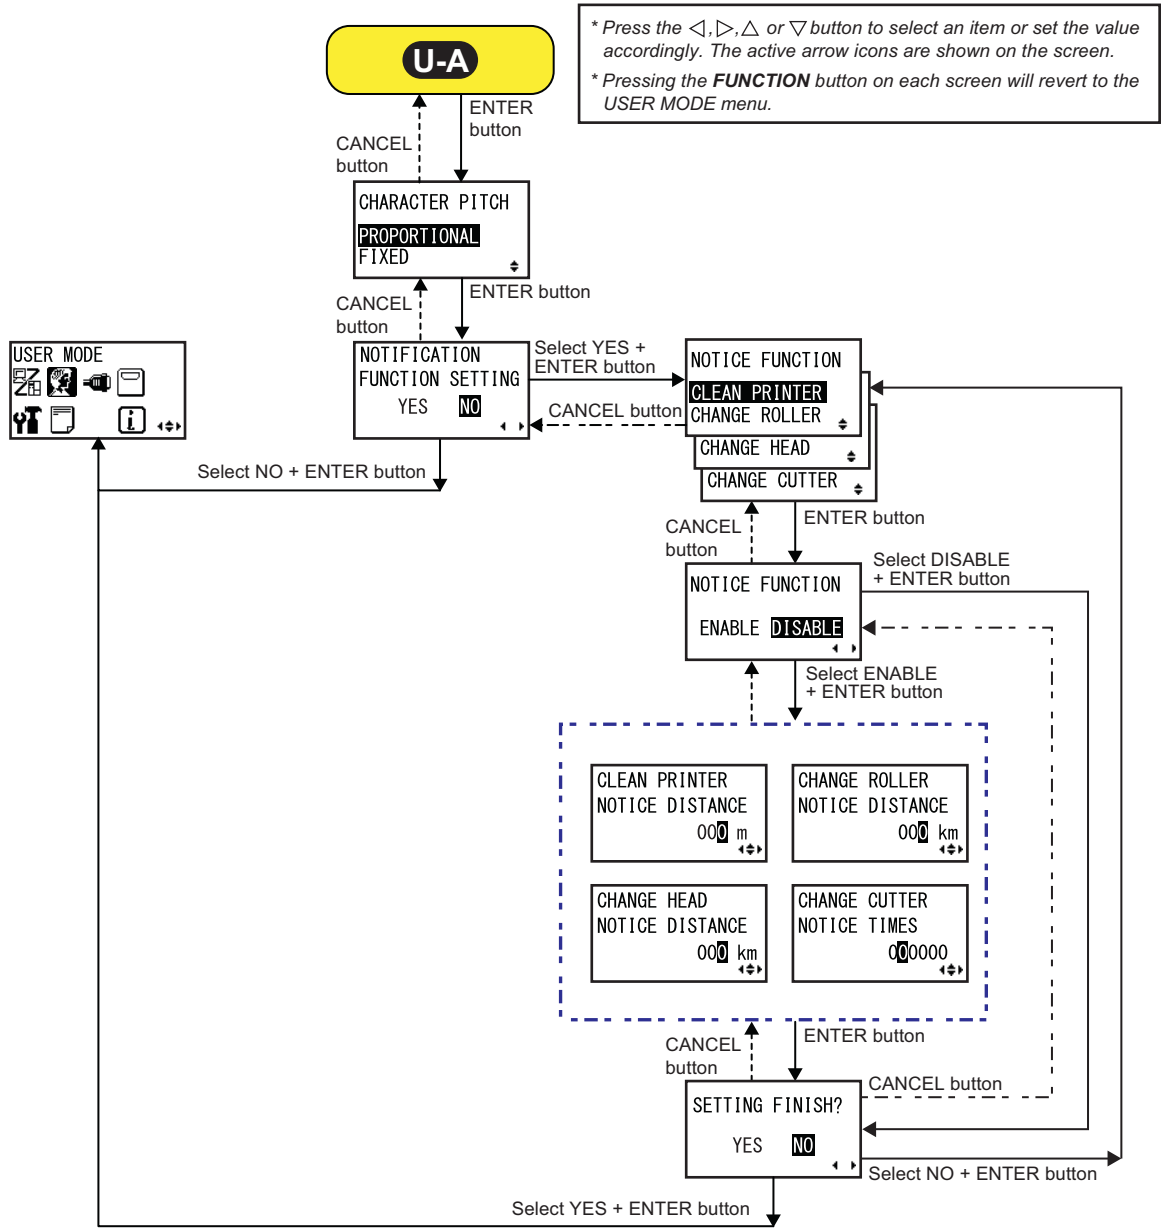 U-A
* Press the ◁, ▷, △ or ▽ button to select an item or set the value
accordingly. The active arrow icons are shown on the screen.
* Pressing the FUNCTION button on each screen will revert to the
USER MODE menu.
ENTER
button
CANCEL
button
CHARACTER PITCH
PROPORTIONAL
FIXED
ENTER button
CANCEL
button
USER MODE
i
NOTIFICATION
FUNCTION SETTING
YES NO
Select YES +
ENTER button
CANCEL button
NOTICE FUNCTION
CLEAN PRINTER
CHANGE ROLLER
CHANGE HEAD
CHANGE CUTTER
Select NO + ENTER button
CANCEL
button
ENTER button
NOTICE FUNCTION
ENABLE DISABLE
Select DISABLE
+ ENTER button
Select ENABLE
+ ENTER button
CLEAN PRINTER
NOTICE DISTANCE
000 m
CHANGE ROLLER
NOTICE DISTANCE
000 km
CHANGE HEAD
NOTICE DISTANCE
000 km
CHANGE CUTTER
NOTICE TIMES
000000
CANCEL
button
ENTER button
SETTING FINISH?
YES NO
CANCEL button
Select NO + ENTER button
Select YES + ENTER button